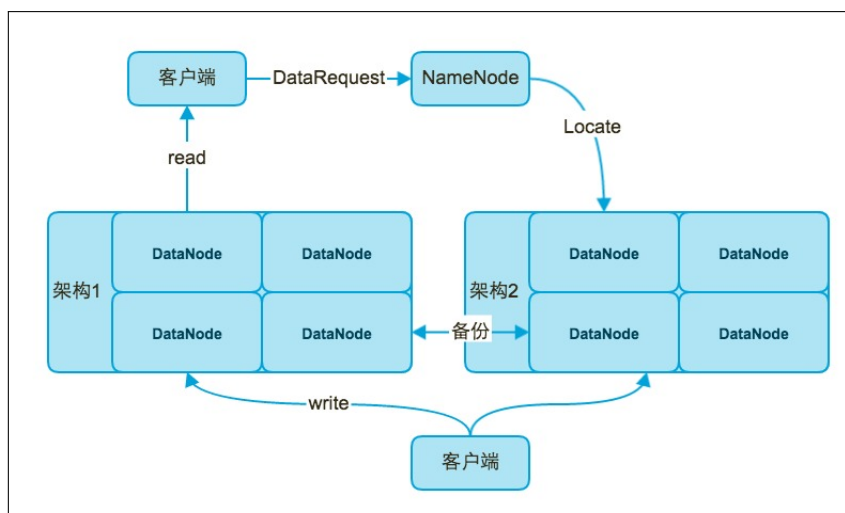 客户端
DataRequest
NameNode
Locate
read
架构1
DataNode
DataNode
DataNode
DataNode
备份
架构2
DataNode
DataNode
DataNode
DataNode
write
客户端